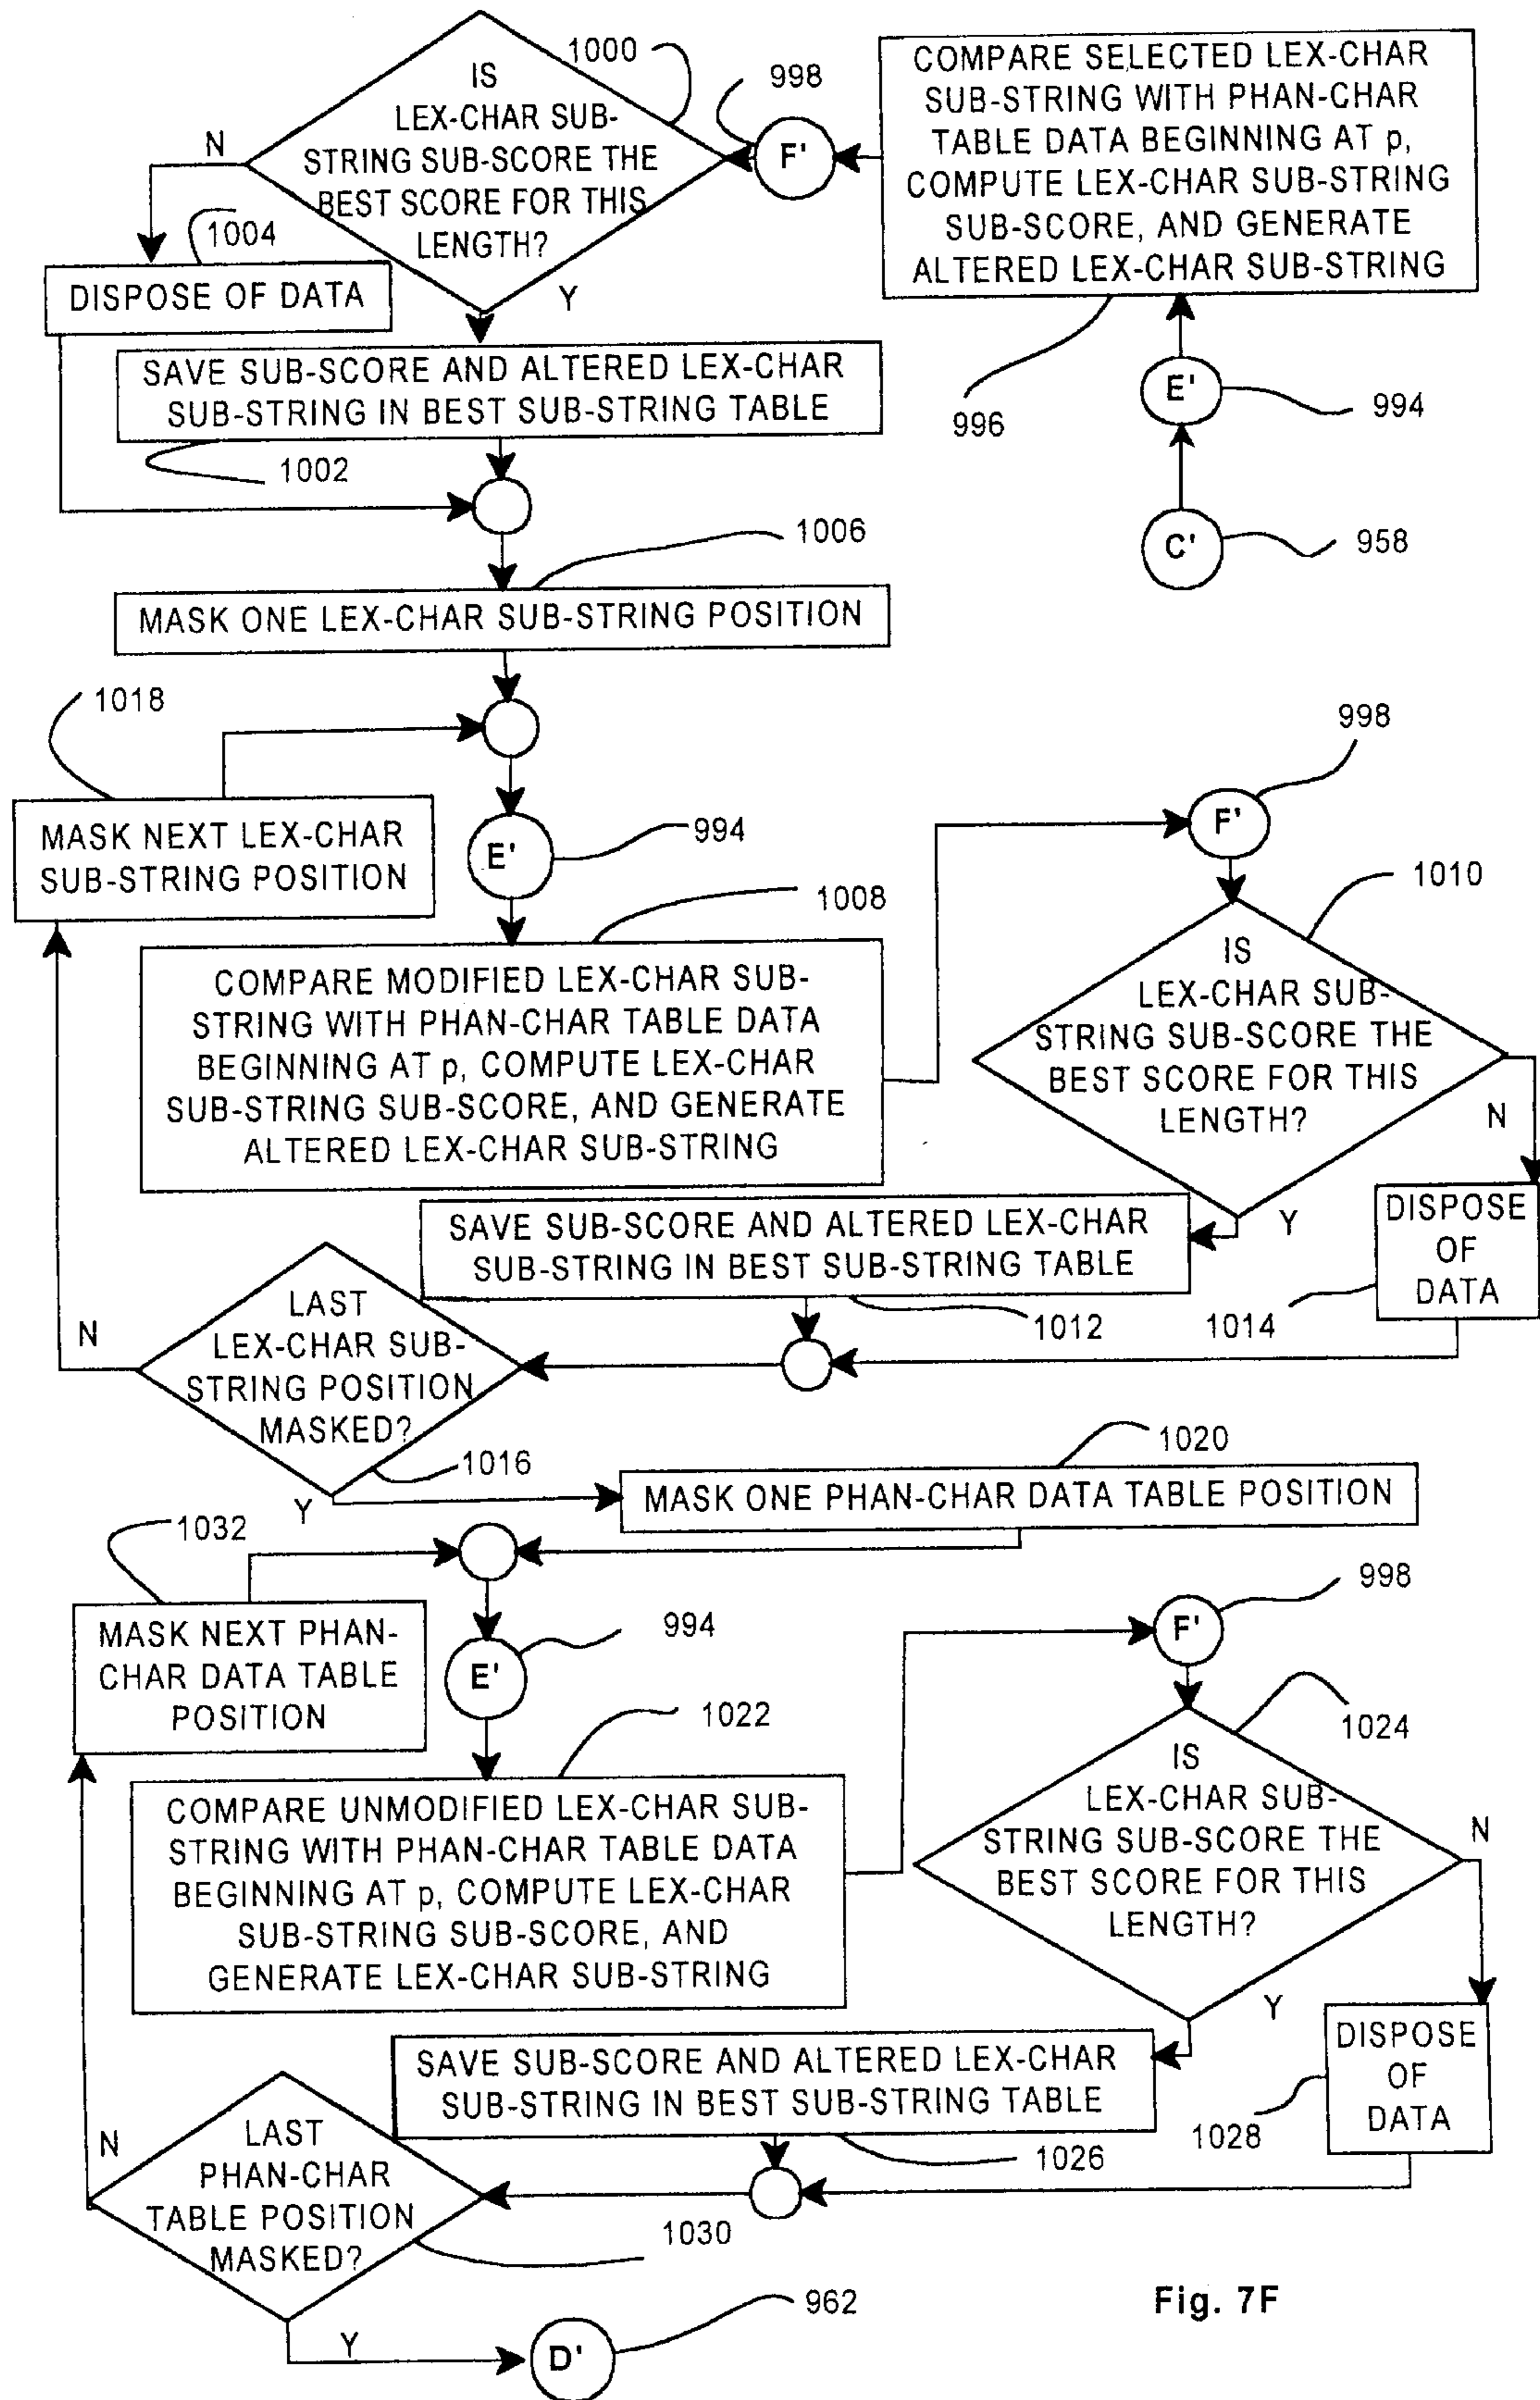 1000
IS
LEX-CHAR SUB-
STRING SUB-SCORE THE
BEST SCORE FOR THIS
LENGTH?
N
Y
998
F'
COMPARE SELECTED LEX-CHAR
SUB-STRING WITH PHAN-CHAR
TABLE DATA BEGINNING AT p,
COMPUTE LEX-CHAR SUB-STRING
SUB-SCORE, AND GENERATE
ALTERED LEX-CHAR SUB-STRING
996
E'
994
C'
958
1004
DISPOSE OF DATA
SAVE SUB-SCORE AND ALTERED LEX-CHAR
SUB-STRING IN BEST SUB-STRING TABLE
1002
1006
MASK ONE LEX-CHAR SUB-STRING POSITION
1018
MASK NEXT LEX-CHAR
SUB-STRING POSITION
E'
994
1008
COMPARE MODIFIED LEX-CHAR SUB-
STRING WITH PHAN-CHAR TABLE DATA
BEGINNING AT p, COMPUTE LEX-CHAR
SUB-STRING SUB-SCORE, AND GENERATE
ALTERED LEX-CHAR SUB-STRING
998
F'
1010
IS
LEX-CHAR SUB-
STRING SUB-SCORE THE
BEST SCORE FOR THIS
LENGTH?
N
Y
SAVE SUB-SCORE AND ALTERED LEX-CHAR
SUB-STRING IN BEST SUB-STRING TABLE
1012
DISPOSE
OF
DATA
1014
LAST
LEX-CHAR SUB-
STRING POSITION
MASKED?
N
1016
Y
1020
MASK ONE PHAN-CHAR DATA TABLE POSITION
1032
MASK NEXT PHAN-
CHAR DATA TABLE
POSITION
E'
994
1022
COMPARE UNMODIFIED LEX-CHAR SUB-
STRING WITH PHAN-CHAR TABLE DATA
BEGINNING AT p, COMPUTE LEX-CHAR
SUB-STRING SUB-SCORE, AND
GENERATE LEX-CHAR SUB-STRING
998
F'
1024
IS
LEX-CHAR SUB-
STRING SUB-SCORE THE
BEST SCORE FOR THIS
LENGTH?
N
Y
SAVE SUB-SCORE AND ALTERED LEX-CHAR
SUB-STRING IN BEST SUB-STRING TABLE
1026
DISPOSE
OF
DATA
1028
LAST
PHAN-CHAR
TABLE POSITION
MASKED?
N
1030
Y
D'
962
Fig. 7F